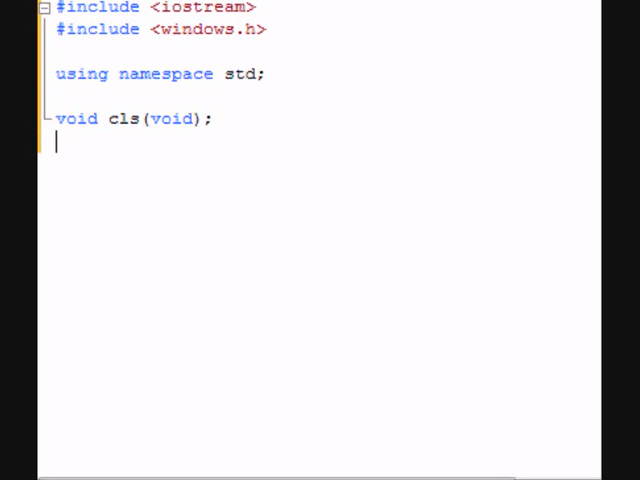 #include <iostream>
#include <windows.h>
using namespace std;
void cls(void);